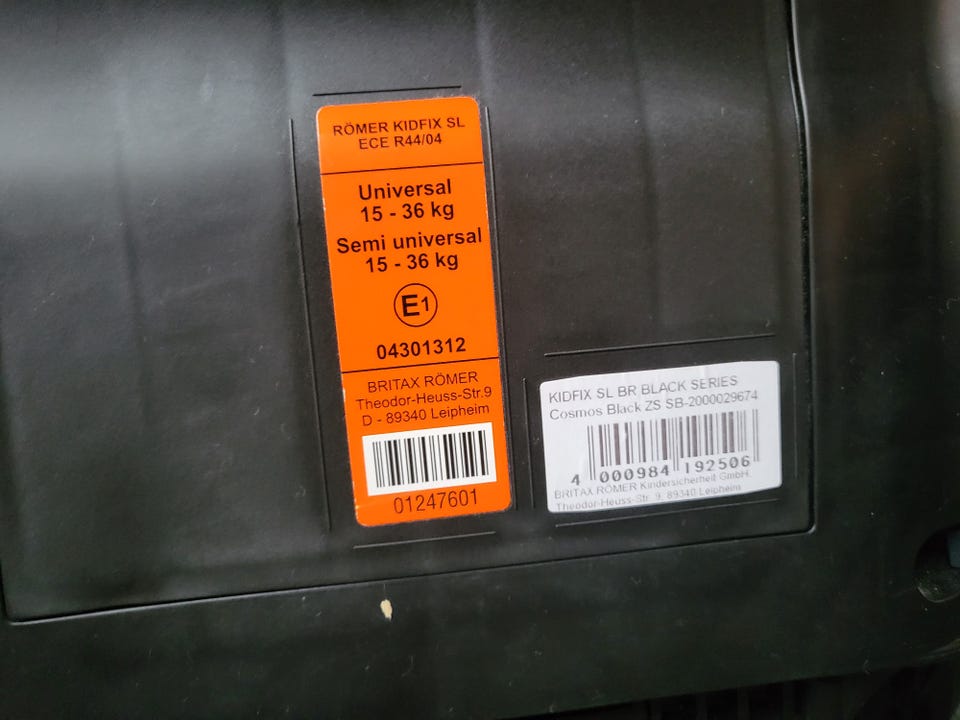 RÖMER KIDFIX SL
ECE R44/04
Universal
15 - 36 kg
Semi universal
15 - 36 kg
E1
04301312
BRITAX RÖMER
Theodor-Heuss-Str.9
D - 89340 Leipheim
01247601
KIDFIX SL BR BLACK SERIES
Cosmos Black ZS SB-2000029674
4 000984 192506
BRITAX RÖMER Kindersicherheit GmbH.
Theodor-Heuss-Str. 9, 89340 Leipheim